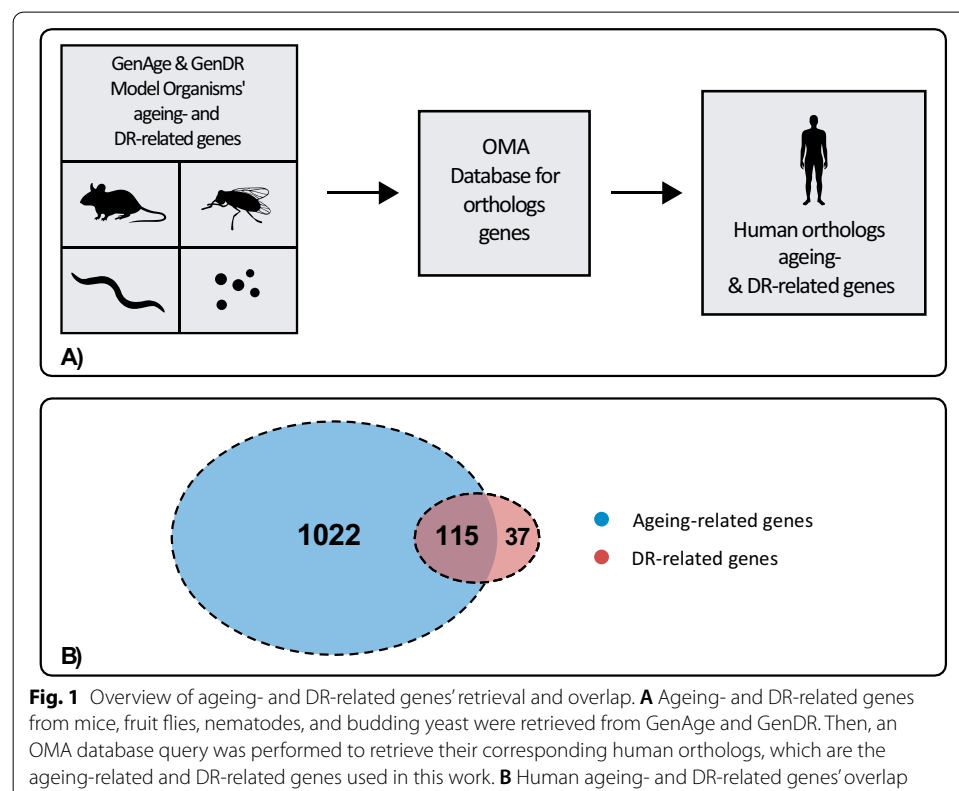 GenAge & GenDR
Model Organisms'
ageing- and
DR-related genes
OMA
Database for
orthologs
genes
Human orthologs
ageing-
& DR-related genes
A)
1022
115
37
Ageing-related genes
DR-related genes
B)
Fig. 1 Overview of ageing- and DR-related genes' retrieval and overlap. A Ageing- and DR-related genes
from mice, fruit flies, nematodes, and budding yeast were retrieved from GenAge and GenDR. Then, an
OMA database query was performed to retrieve their corresponding human orthologs, which are the
ageing-related and DR-related genes used in this work. B Human ageing- and DR-related genes' overlap